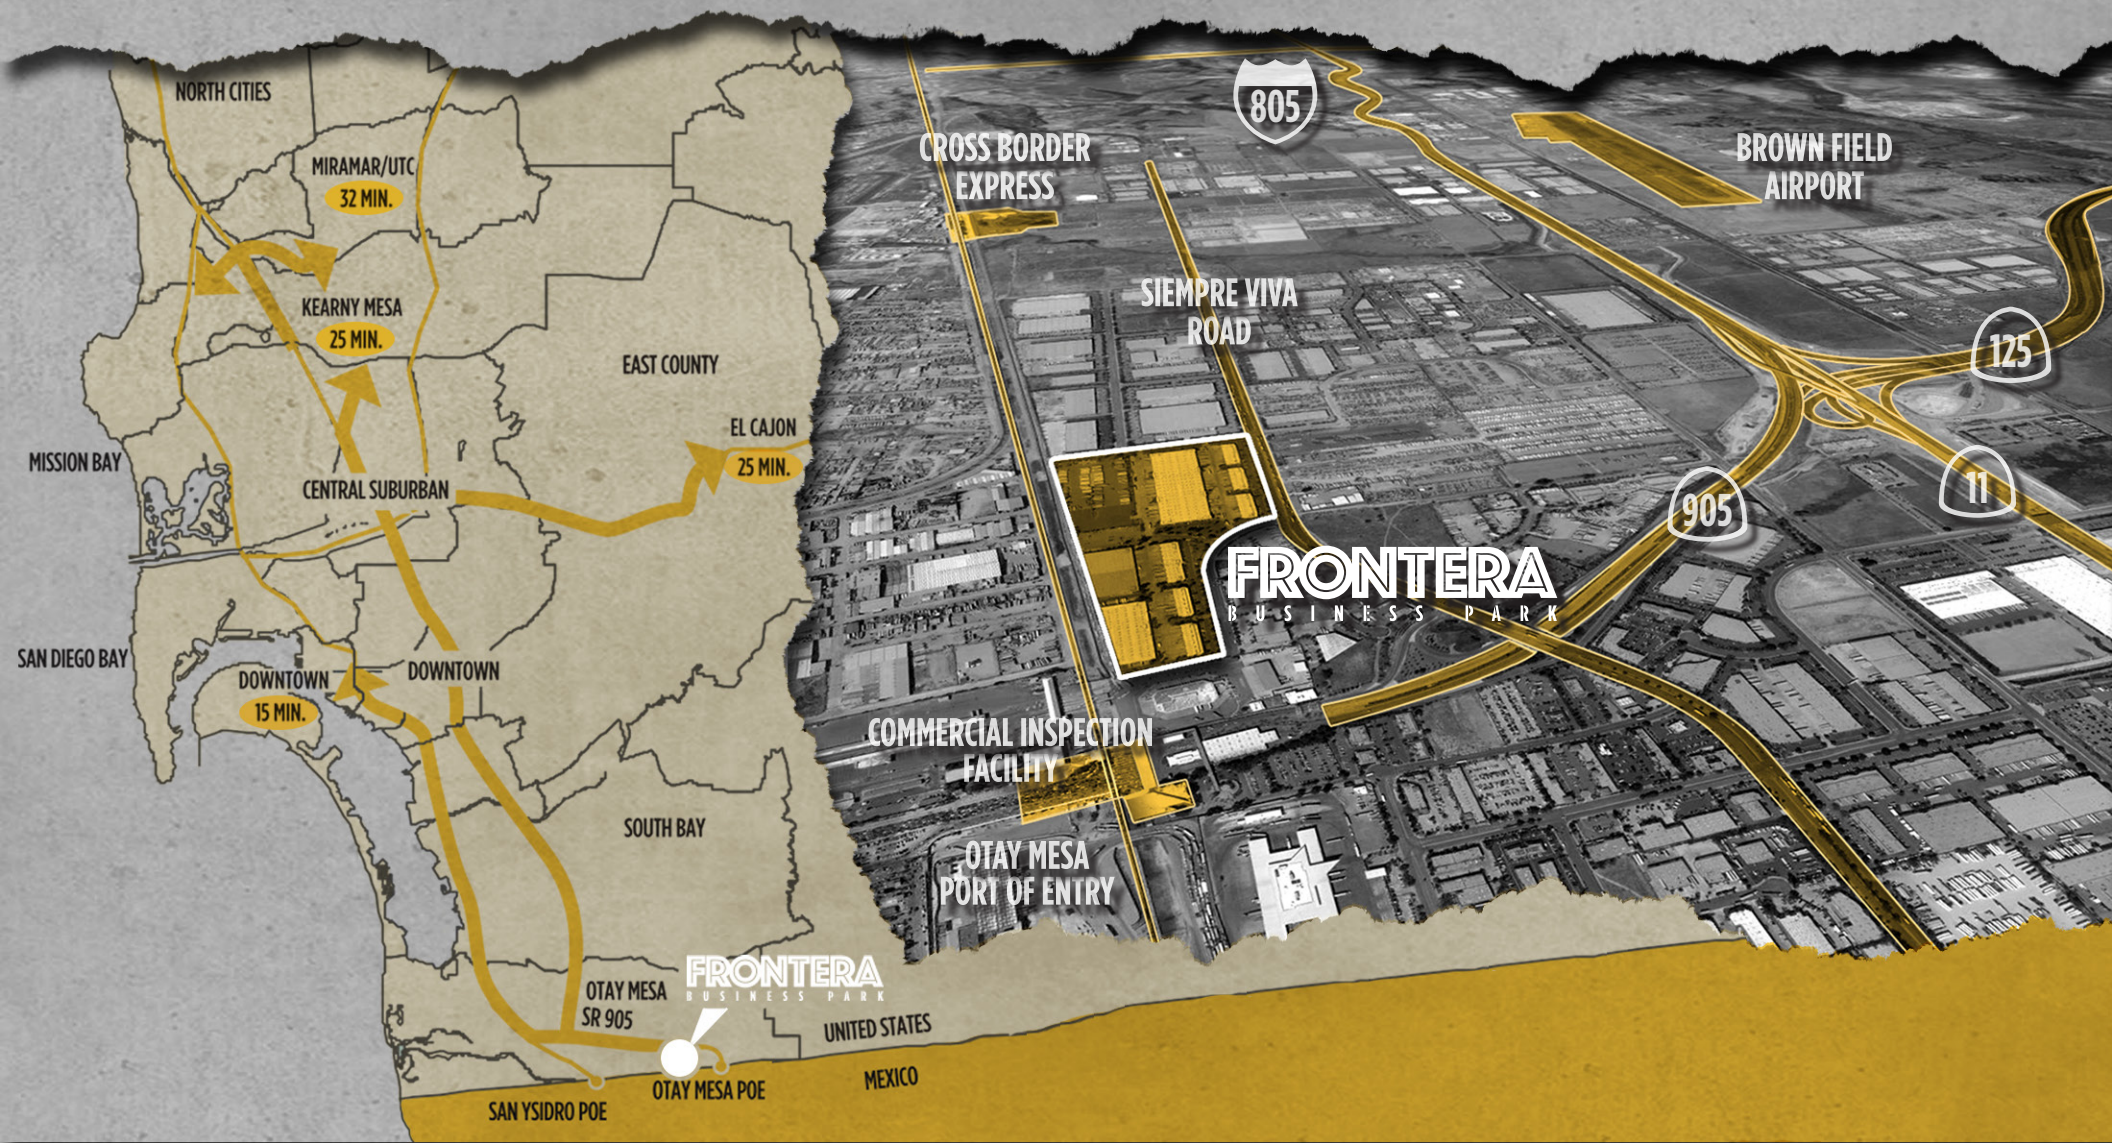 NORTH CITIES
MIRAMAR/UTC
32 MIN.
KEARNY MESA
25 MIN.
EAST COUNTY
EL CAJON
25 MIN.
MISSION BAY
CENTRAL SUBURBAN
SAN DIEGO BAY
DOWNTOWN
15 MIN.
DOWNTOWN
SOUTH BAY
OTAY MESA
SR 905
FRONTERA
BUSINESS PARK
UNITED STATES
MEXICO
OTAY MESA POE
SAN YSIDRO POE
805
CROSS BORDER
EXPRESS
BROWN FIELD
AIRPORT
SIEMPRE VIVA
ROAD
125
11
905
FRONTERA
BUSINESS PARK
COMMERCIAL INSPECTION
FACILITY
OTAY MESA
PORT OF ENTRY